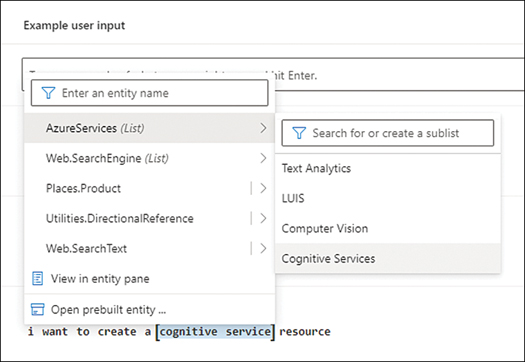 Example user input
hit Enter.
Enter an entity name
AzureServices (List)
Search for or create a sublist
Web.SearchEngine (List)
Text Analytics
Places.Product
LUIS
Utilities.DirectionalReference
Computer Vision
Web.SearchText
Cognitive Services
View in entity pane
Open prebuilt entity ...
i want to create a [cognitive service] resource